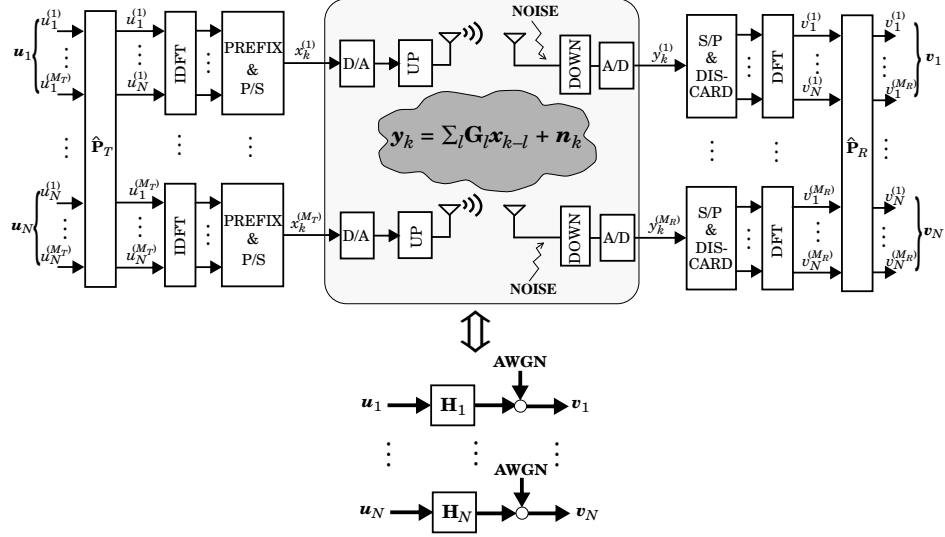 u_1 { u_1^{(1)} ⋮ u_1^{(M_T)}
⋮
u_N { u_N^{(1)} ⋮ u_N^{(M_T)}
P̂_T
u_1^{(1)} ⋮ u_N^{(1)}
IDFT
PREFIX
&
P/S
x_k^{(1)}
D/A
UP
NOISE
DOWN
A/D
y_k^{(1)}
S/P
&
DIS-
CARD
DFT
v_1^{(1)} ⋮ v_N^{(1)}
P̂_R
v_1^{(1)} ⋮ v_1^{(M_R)} } v_1
y_k = ∑_l G_l x_{k–l} + n_k
u_1^{(M_T)} ⋮ u_N^{(M_T)}
IDFT
PREFIX
&
P/S
x_k^{(M_T)}
D/A
UP
DOWN
A/D
NOISE
y_k^{(M_R)}
S/P
&
DIS-
CARD
DFT
v_1^{(M_R)} ⋮ v_N^{(M_R)}
v_N^{(1)} ⋮ v_N^{(M_R)} } v_N
AWGN
u_1 H_1 v_1
⋮ ⋮ ⋮
AWGN
u_N H_N v_N